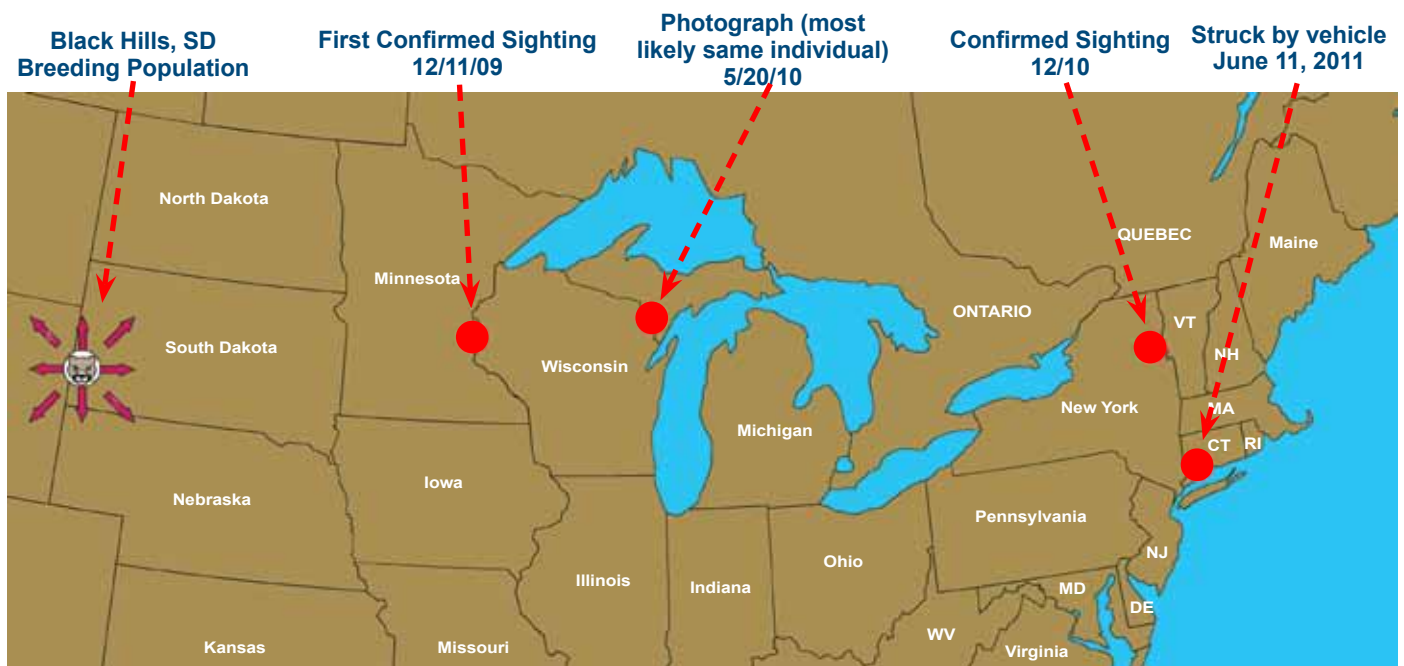 Black Hills, SD
Breeding Population
First Confirmed Sighting
12/11/09
Photograph (most
likely same individual)
5/20/10
Confirmed Sighting
12/10
Struck by vehicle
June 11, 2011
North Dakota
Minnesota
South Dakota
Wisconsin
Nebraska
Iowa
Kansas
Missouri
Illinois
Indiana
Michigan
Ohio
ONTARIO
QUEBEC
Maine
VT
NH
New York
MA
CT
RI
Pennsylvania
NJ
MD
DE
WV
Virginia